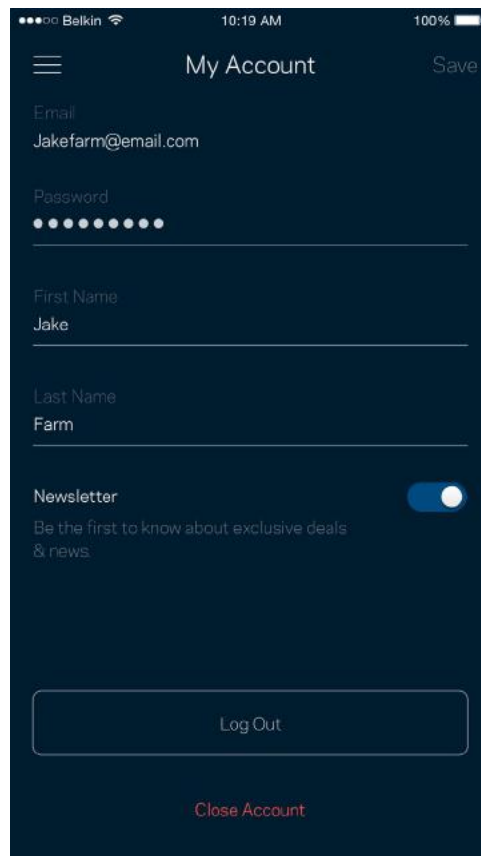 Belkin 10:19 AM 100%
My Account Save
Email
Jakefarm@email.com
Password
●●●●●●●●●
First Name
Jake
Last Name
Farm
Newsletter
Be the first to know about exclusive deals
& news.
Log Out
Close Account